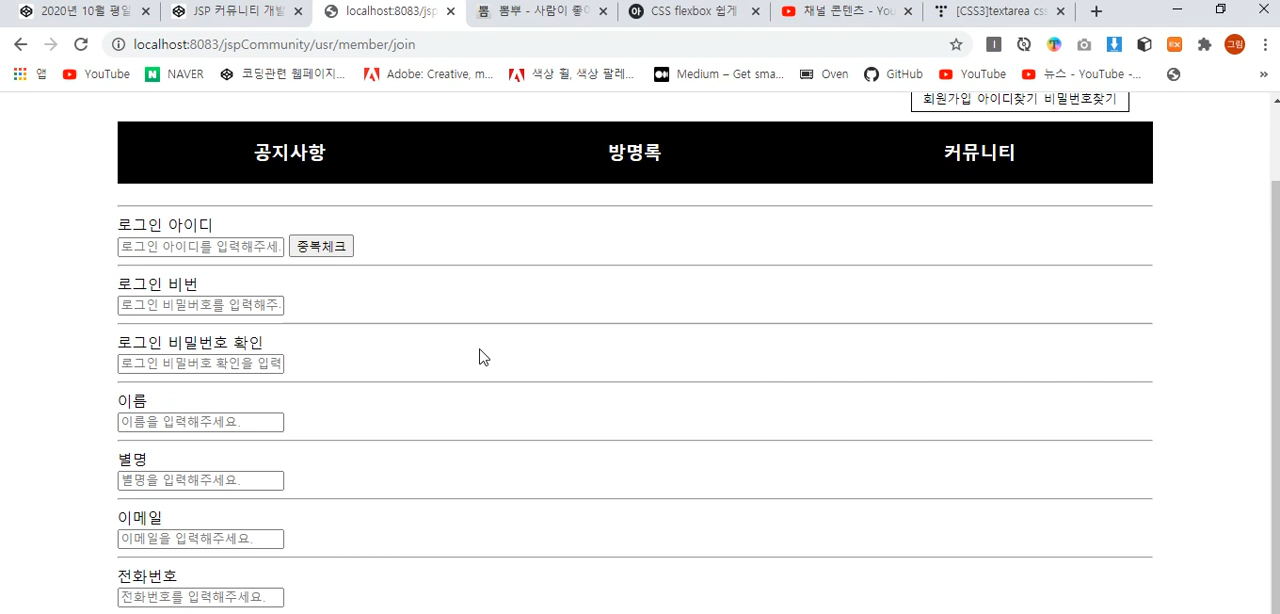 2020년 10월 평일
JSP 커뮤니티 개발
localhost:8083/jsp
뽐뿌 - 사람이 좋아
CSS flexbox 쉽게
채널 콘텐츠 - You
[CSS3]textarea css
localhost:8083/jspCommunity/usr/member/join
그림
앱 YouTube NAVER 코딩관련 웹페이지... Adobe: Creative, m... 색상 휠, 색상 팔레... Medium – Get sma... Oven GitHub YouTube 뉴스 - YouTube -... »
회원가입 아이디찾기 비밀번호찾기
공지사항 방명록 커뮤니티
로그인 아이디
로그인 아이디를 입력해주세. 중복체크
로그인 비번
로그인 비밀버호를 입력해주.
로그인 비밀번호 확인
로그인 비밀버호 확인을 입력
이름
이름을 입력해주세요.
별명
별명을 입력해주세요.
이메일
이메일을 입력해주세요.
전화번호
전화번호를 입력해주세요.